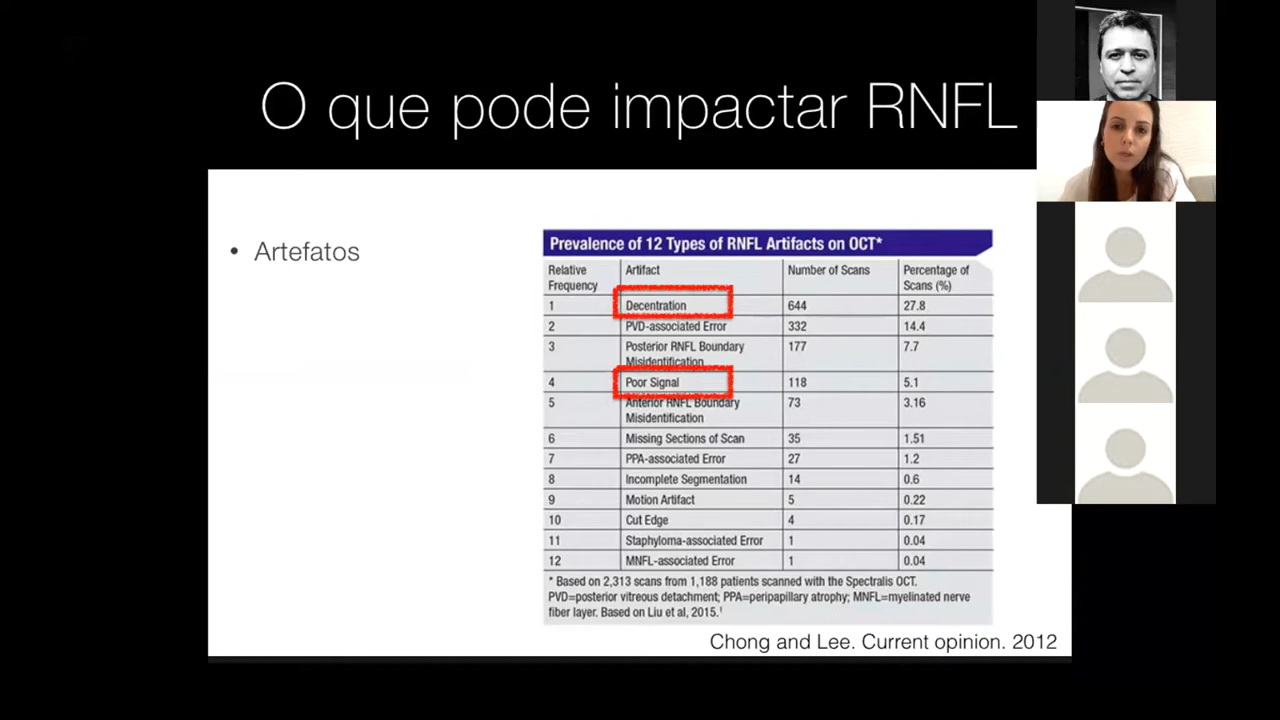 O que pode impactar RNFL
• Artefatos
Prevalence of 12 Types of RNFL Artifacts on OCT*
Relative Frequency Artifact Number of Scans Percentage of Scans (%)
1 Decentration 644 27.8
2 PVD-associated Error 332 14.4
3 Posterior RNFL Boundary Misidentification 177 7.7
4 Poor Signal 118 5.1
5 Anterior RNFL Boundary Misidentification 73 3.16
6 Missing Sections of Scan 35 1.51
7 PPA-associated Error 27 1.2
8 Incomplete Segmentation 14 0.6
9 Motion Artifact 5 0.22
10 Cut Edge 4 0.17
11 Staphyloma-associated Error 1 0.04
12 MNFL-associated Error 1 0.04
* Based on 2,313 scans from 1,188 patients scanned with the Spectralis OCT.
PVD=posterior vitreous detachment; PPA=peripapillary atrophy; MNFL=myelinated nerve
fiber layer. Based on Liu et al, 2015.¹
Chong and Lee. Current opinion. 2012